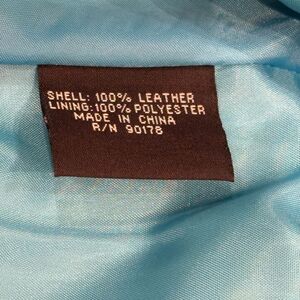 SHELL: 100% LEATHER
LINING:100% POLYESTER
MADE IN CHINA
R/N 90178